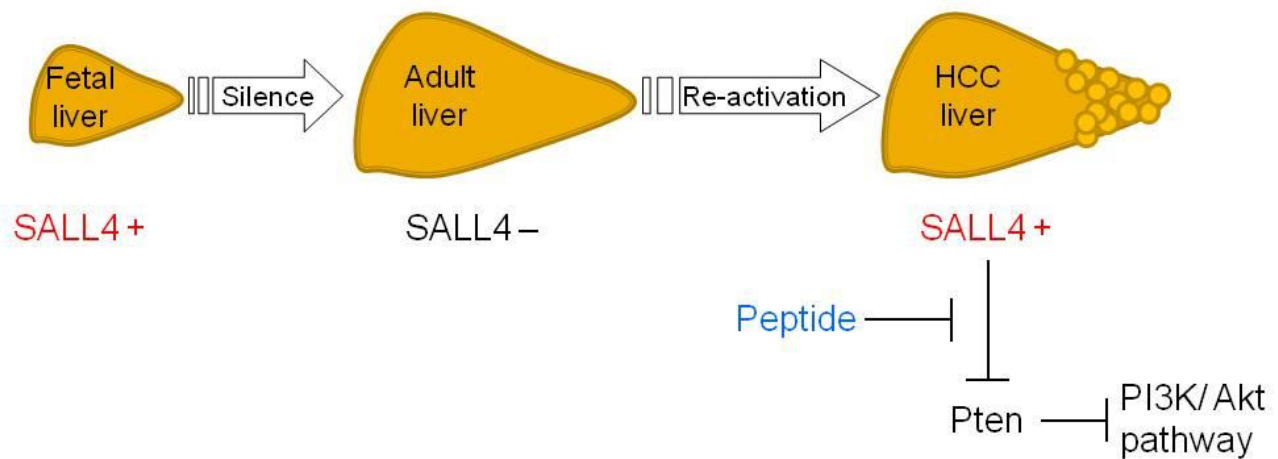 Fetal
liver
Silence
Adult
liver
Re-activation
HCC
liver
SALL4 +
SALL4 –
SALL4 +
Peptide
Pten
PI3K/Akt
pathway